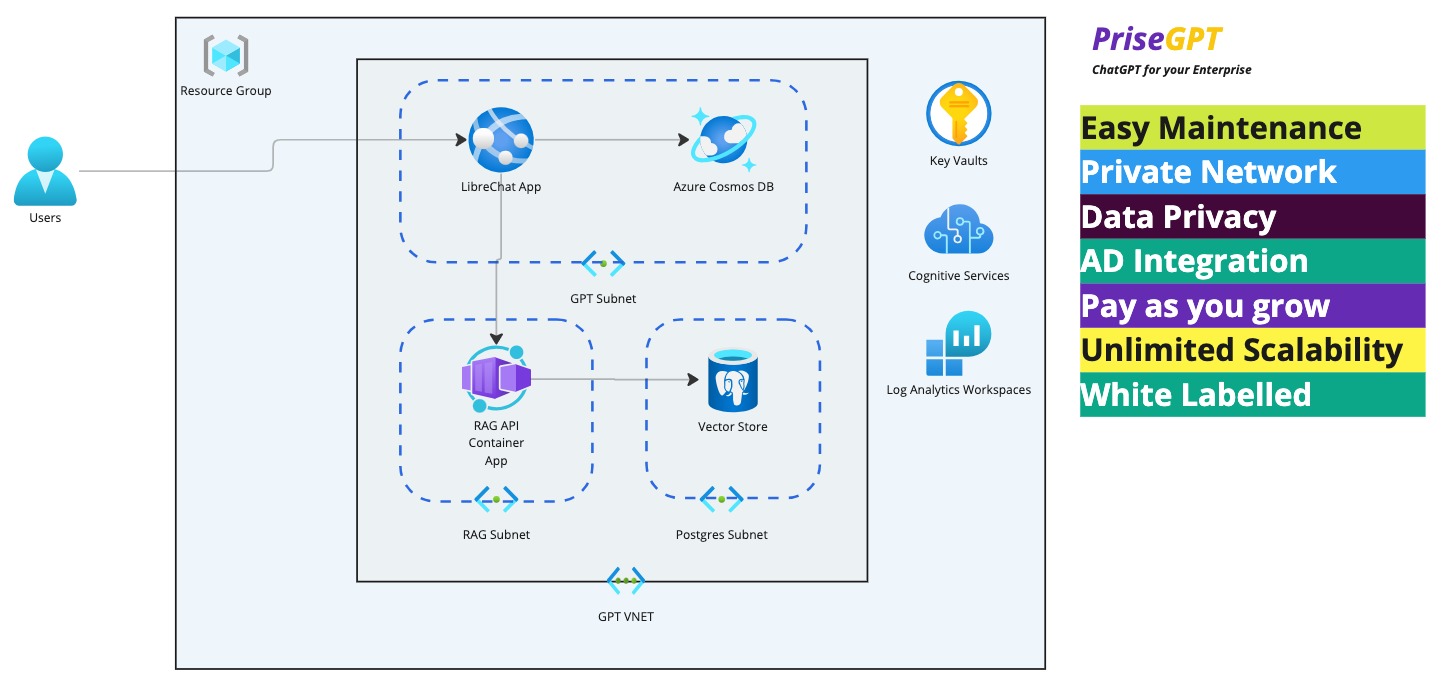 Resource Group
Users
LibreChat App
Azure Cosmos DB
GPT Subnet
RAG API
Container
App
Vector Store
RAG Subnet
Postgres Subnet
GPT VNET
Key Vaults
Cognitive Services
Log Analytics Workspaces
PriseGPT
ChatGPT for your Enterprise
Easy Maintenance
Private Network
Data Privacy
AD Integration
Pay as you grow
Unlimited Scalability
White Labelled